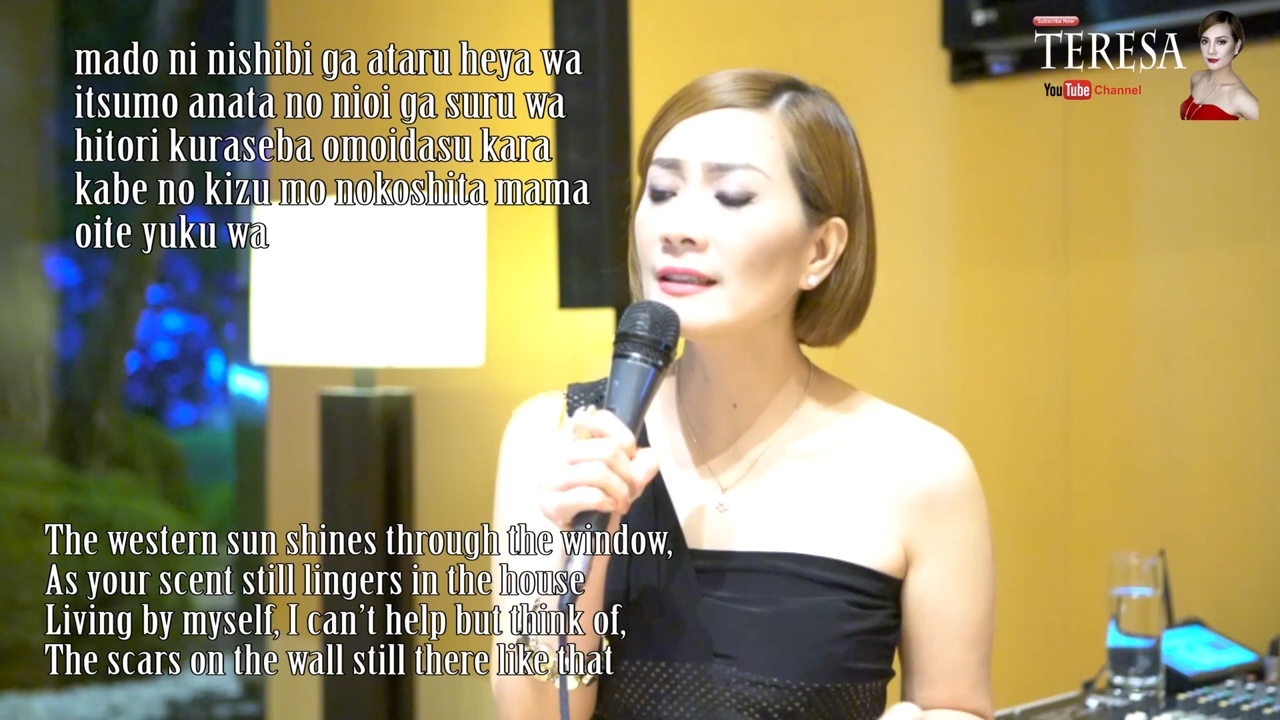 mado ni nishibi ga ataru heya wa
itsumo anata no nioi ga suru wa
hitori kuraseba omoidasu kara
kabe no kizu mo nokoshita mama
oite yuku wa
Subscribe Now
TERESA
YouTube Channel
The western sun shines through the window,
As your scent still lingers in the house
Living by myself, I can't help but think of,
The scars on the wall still there like that